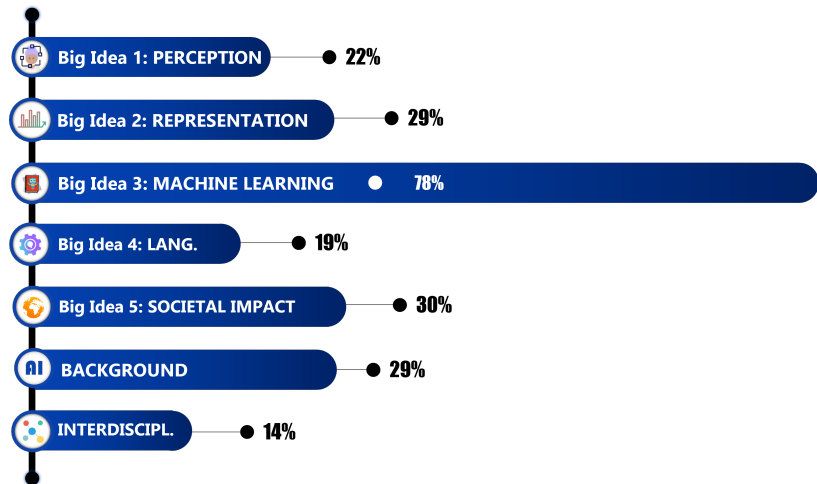 Big Idea 1: PERCEPTION 22%
Big Idea 2: REPRESENTATION 29%
Big Idea 3: MACHINE LEARNING 78%
Big Idea 4: LANG. 19%
Big Idea 5: SOCIETAL IMPACT 30%
AI BACKGROUND 29%
INTERDISCIPL. 14%